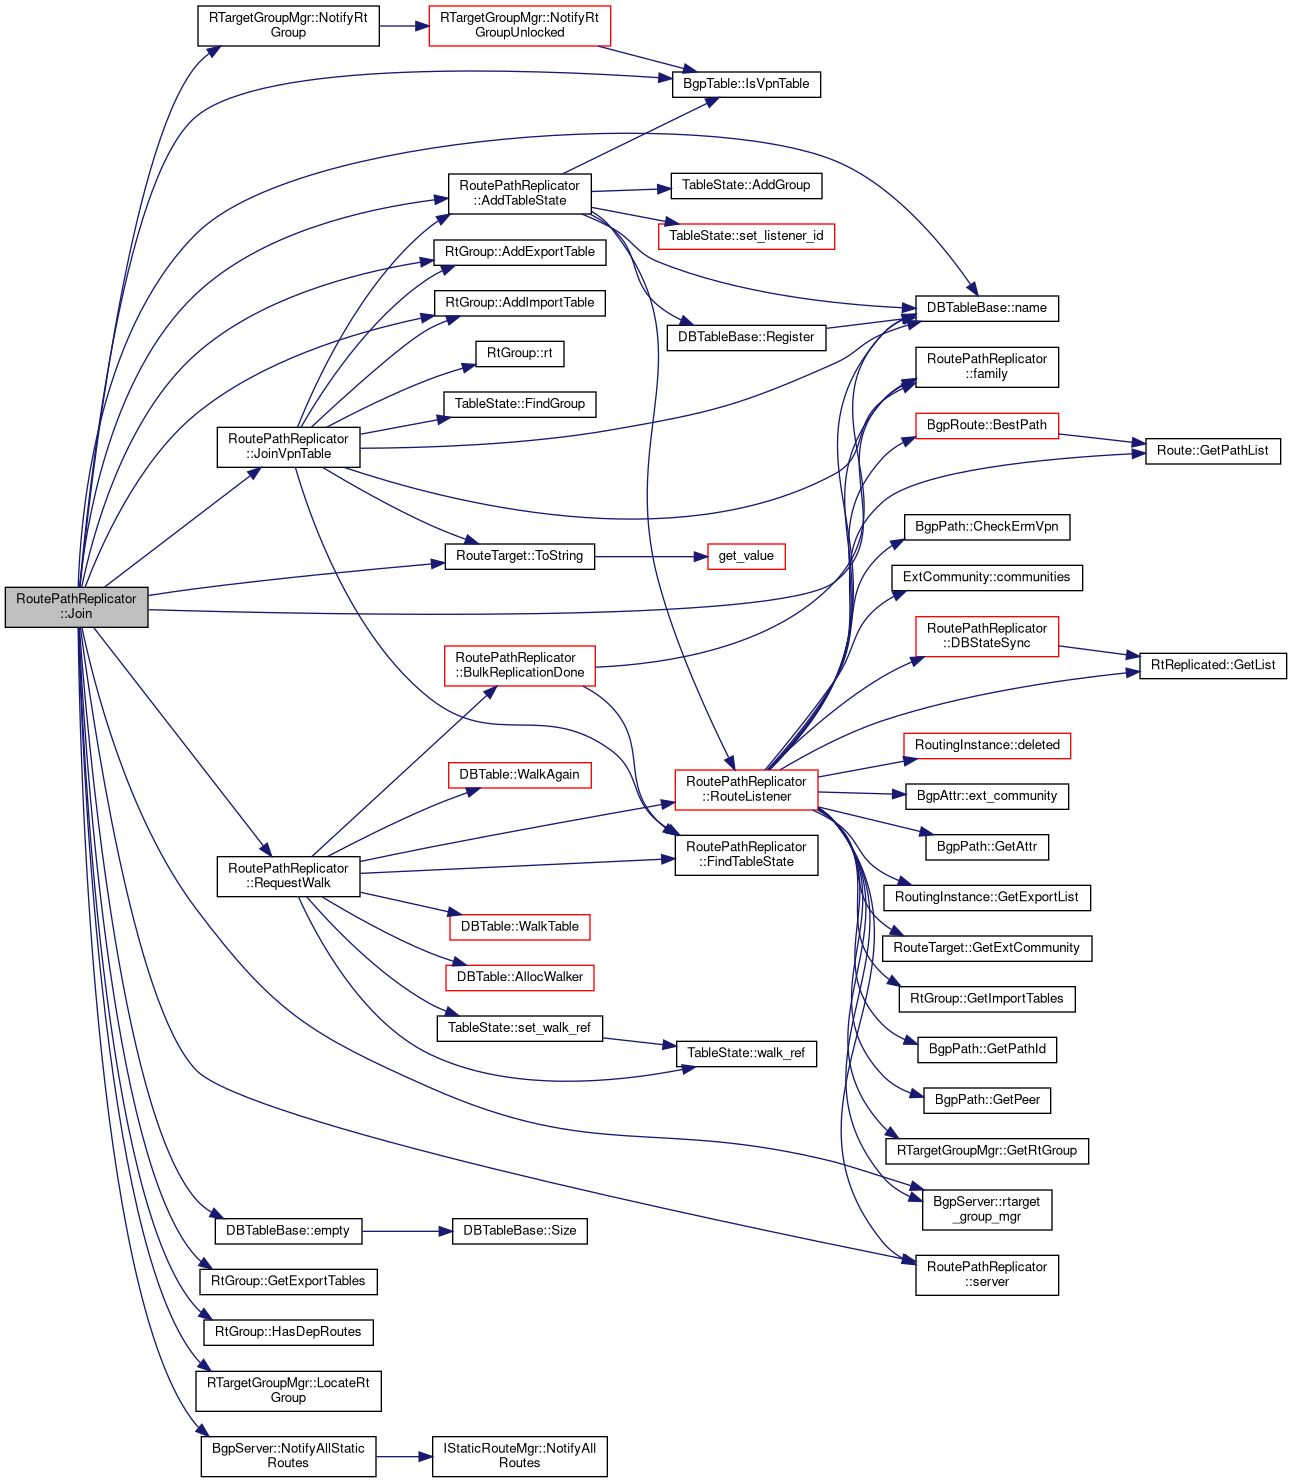 RTargetGroupMgr::NotifyRt
Group
RTargetGroupMgr::NotifyRt
GroupUnlocked
BgpTable::IsVpnTable
RoutePathReplicator
::AddTableState
TableState::AddGroup
TableState::set_listener_id
RtGroup::AddExportTable
RtGroup::AddImportTable
DBTableBase::name
DBTableBase::Register
RtGroup::rt
RoutePathReplicator
::family
TableState::FindGroup
BgpRoute::BestPath
RoutePathReplicator
::JoinVpnTable
Route::GetPathList
BgpPath::CheckErmVpn
RouteTarget::ToString
get_value
ExtCommunity::communities
RoutePathReplicator
::Join
RoutePathReplicator
::DBStateSync
RtReplicated::GetList
RoutePathReplicator
::BulkReplicationDone
RoutingInstance::deleted
DBTable::WalkAgain
RoutePathReplicator
::RouteListener
BgpAttr::ext_community
BgpPath::GetAttr
RoutePathReplicator
::FindTableState
RoutePathReplicator
::RequestWalk
RoutingInstance::GetExportList
DBTable::WalkTable
RouteTarget::GetExtCommunity
DBTable::AllocWalker
RtGroup::GetImportTables
TableState::set_walk_ref
TableState::walk_ref
BgpPath::GetPathId
BgpPath::GetPeer
RTargetGroupMgr::GetRtGroup
BgpServer::rtarget
_group_mgr
DBTableBase::empty
DBTableBase::Size
RoutePathReplicator
::server
RtGroup::GetExportTables
RtGroup::HasDepRoutes
RTargetGroupMgr::LocateRt
Group
BgpServer::NotifyAllStatic
Routes
IStaticRouteMgr::NotifyAll
Routes